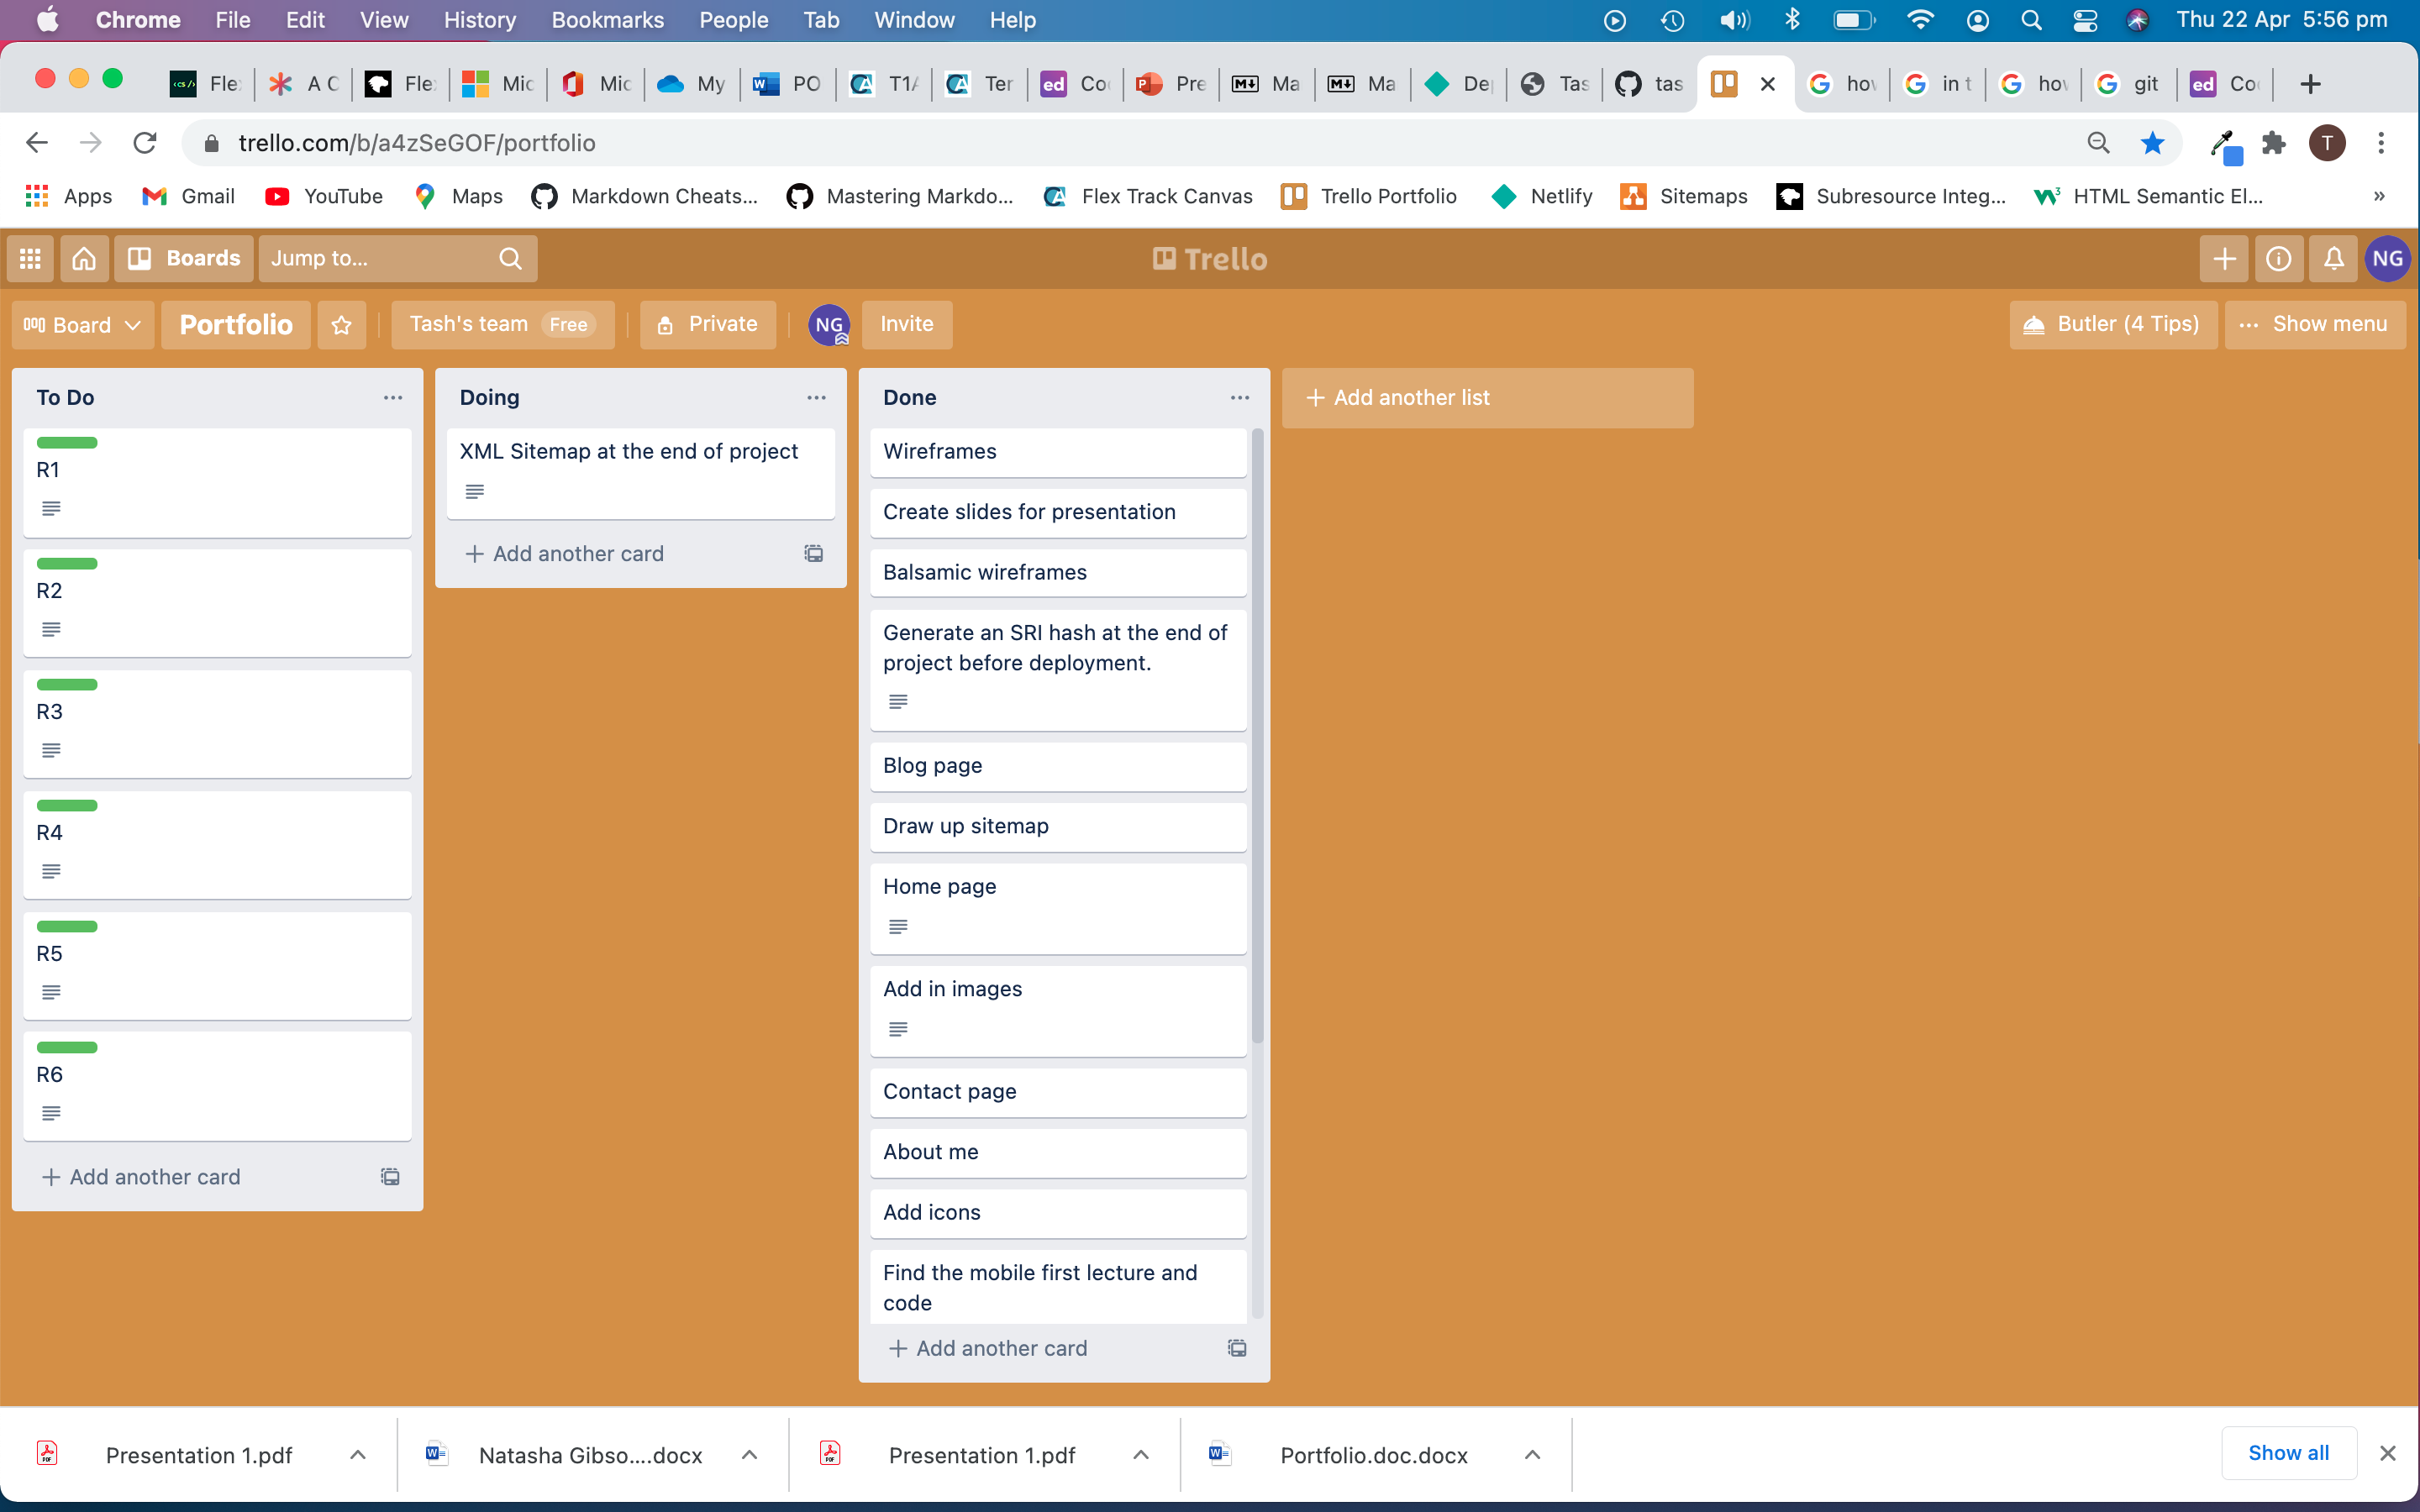 Chrome File Edit View History Bookmarks People Tab Window Help Thu 22 Apr 5:56 pm
Fle A C Fle Mic Mic My PO T1A Ter Co Pre Ma Ma De Tas tas hov in t hov git Co
trello.com/b/a4zSeGOF/portfolio T
Apps Gmail YouTube Maps Markdown Cheats... Mastering Markdo... Flex Track Canvas Trello Portfolio Netlify Sitemaps Subresource Integ... HTML Semantic El... »
Boards Jump to... Trello NG
Board Portfolio Tash's team Free Private NG Invite Butler (4 Tips) ... Show menu
To Do
R1
R2
R3
R4
R5
R6
+ Add another card
Doing
XML Sitemap at the end of project
+ Add another card
Done
Wireframes
Create slides for presentation
Balsamic wireframes
Generate an SRI hash at the end of
project before deployment.
Blog page
Draw up sitemap
Home page
Add in images
Contact page
About me
Add icons
Find the mobile first lecture and
code
+ Add another card
+ Add another list
Presentation 1.pdf Natasha Gibso....docx Presentation 1.pdf Portfolio.doc.docx Show all